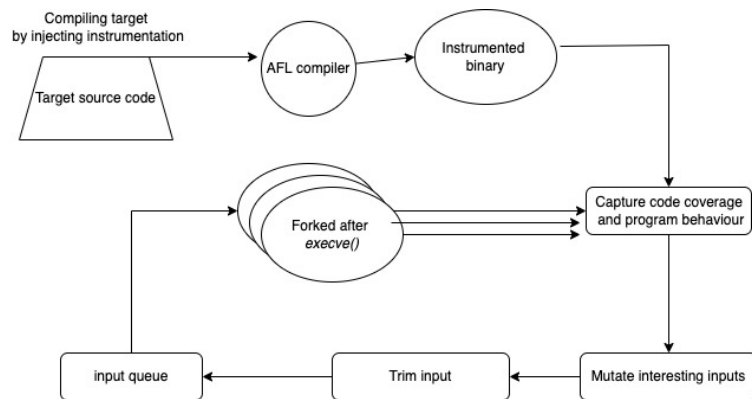 Compiling target
by injecting instrumentation
Target source code
AFL compiler
Instrumented
binary
Forked after
execve()
Capture code coverage
and program behaviour
input queue
Trim input
Mutate interesting inputs